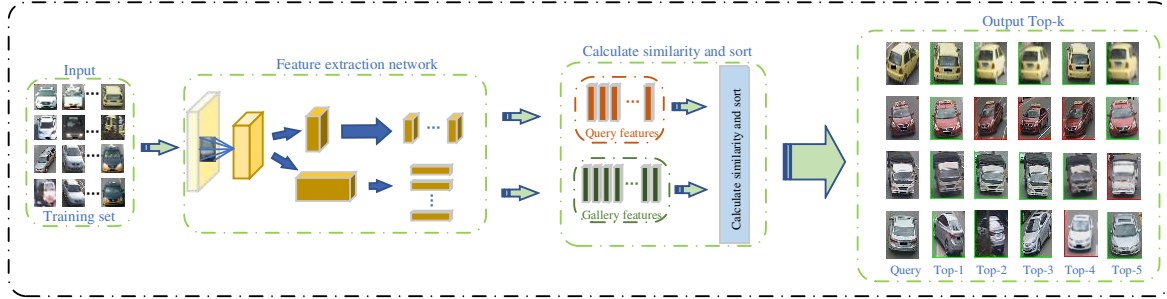 Input
Training set
Feature extraction network
Calculate similarity and sort
Query features
Gallery features
Calculate similarity and sort
Output Top-k
Query Top-1 Top-2 Top-3 Top-4 Top-5